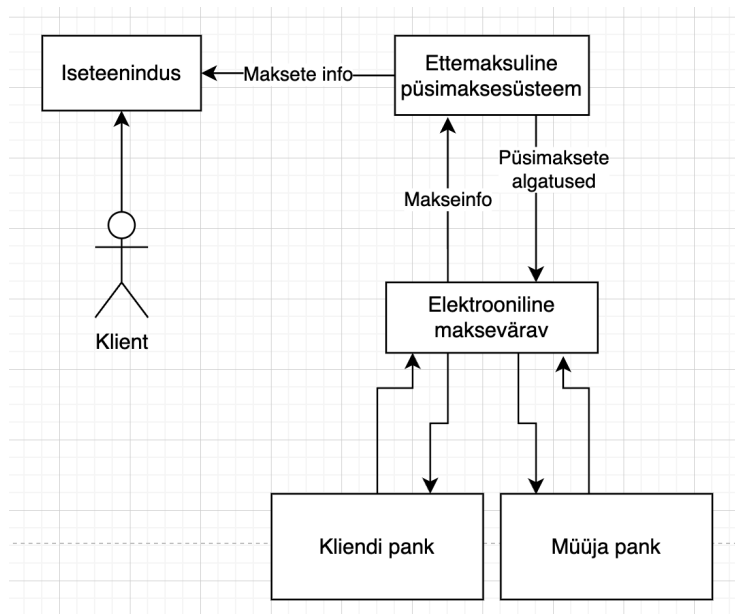 Iseteenindus
Maksete info
Ettemaksuline
püsimaksesüsteem
Püsimaksete
algatused
Makseinfo
Elektrooniline
maksevärav
Klient
Kliendi pank
Müüja pank